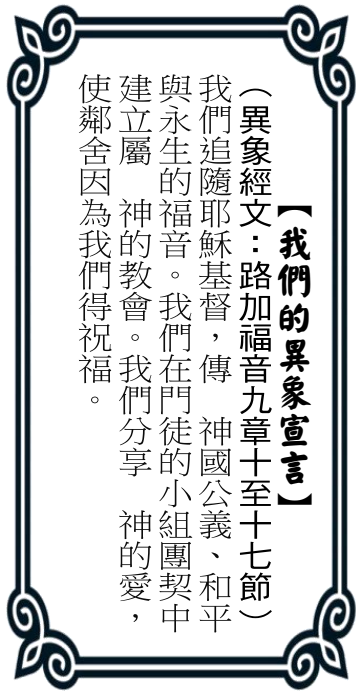 【我們的異象宣言】
（異象經文：路加福音九章十至十七節）
我們追隨耶穌基督，傳　神國公義、和平
與永生的福音。我們在門徒的小組團契中
建立屬　神的教會。我們分享　神的愛，
使鄰舍因為我們得祝福。